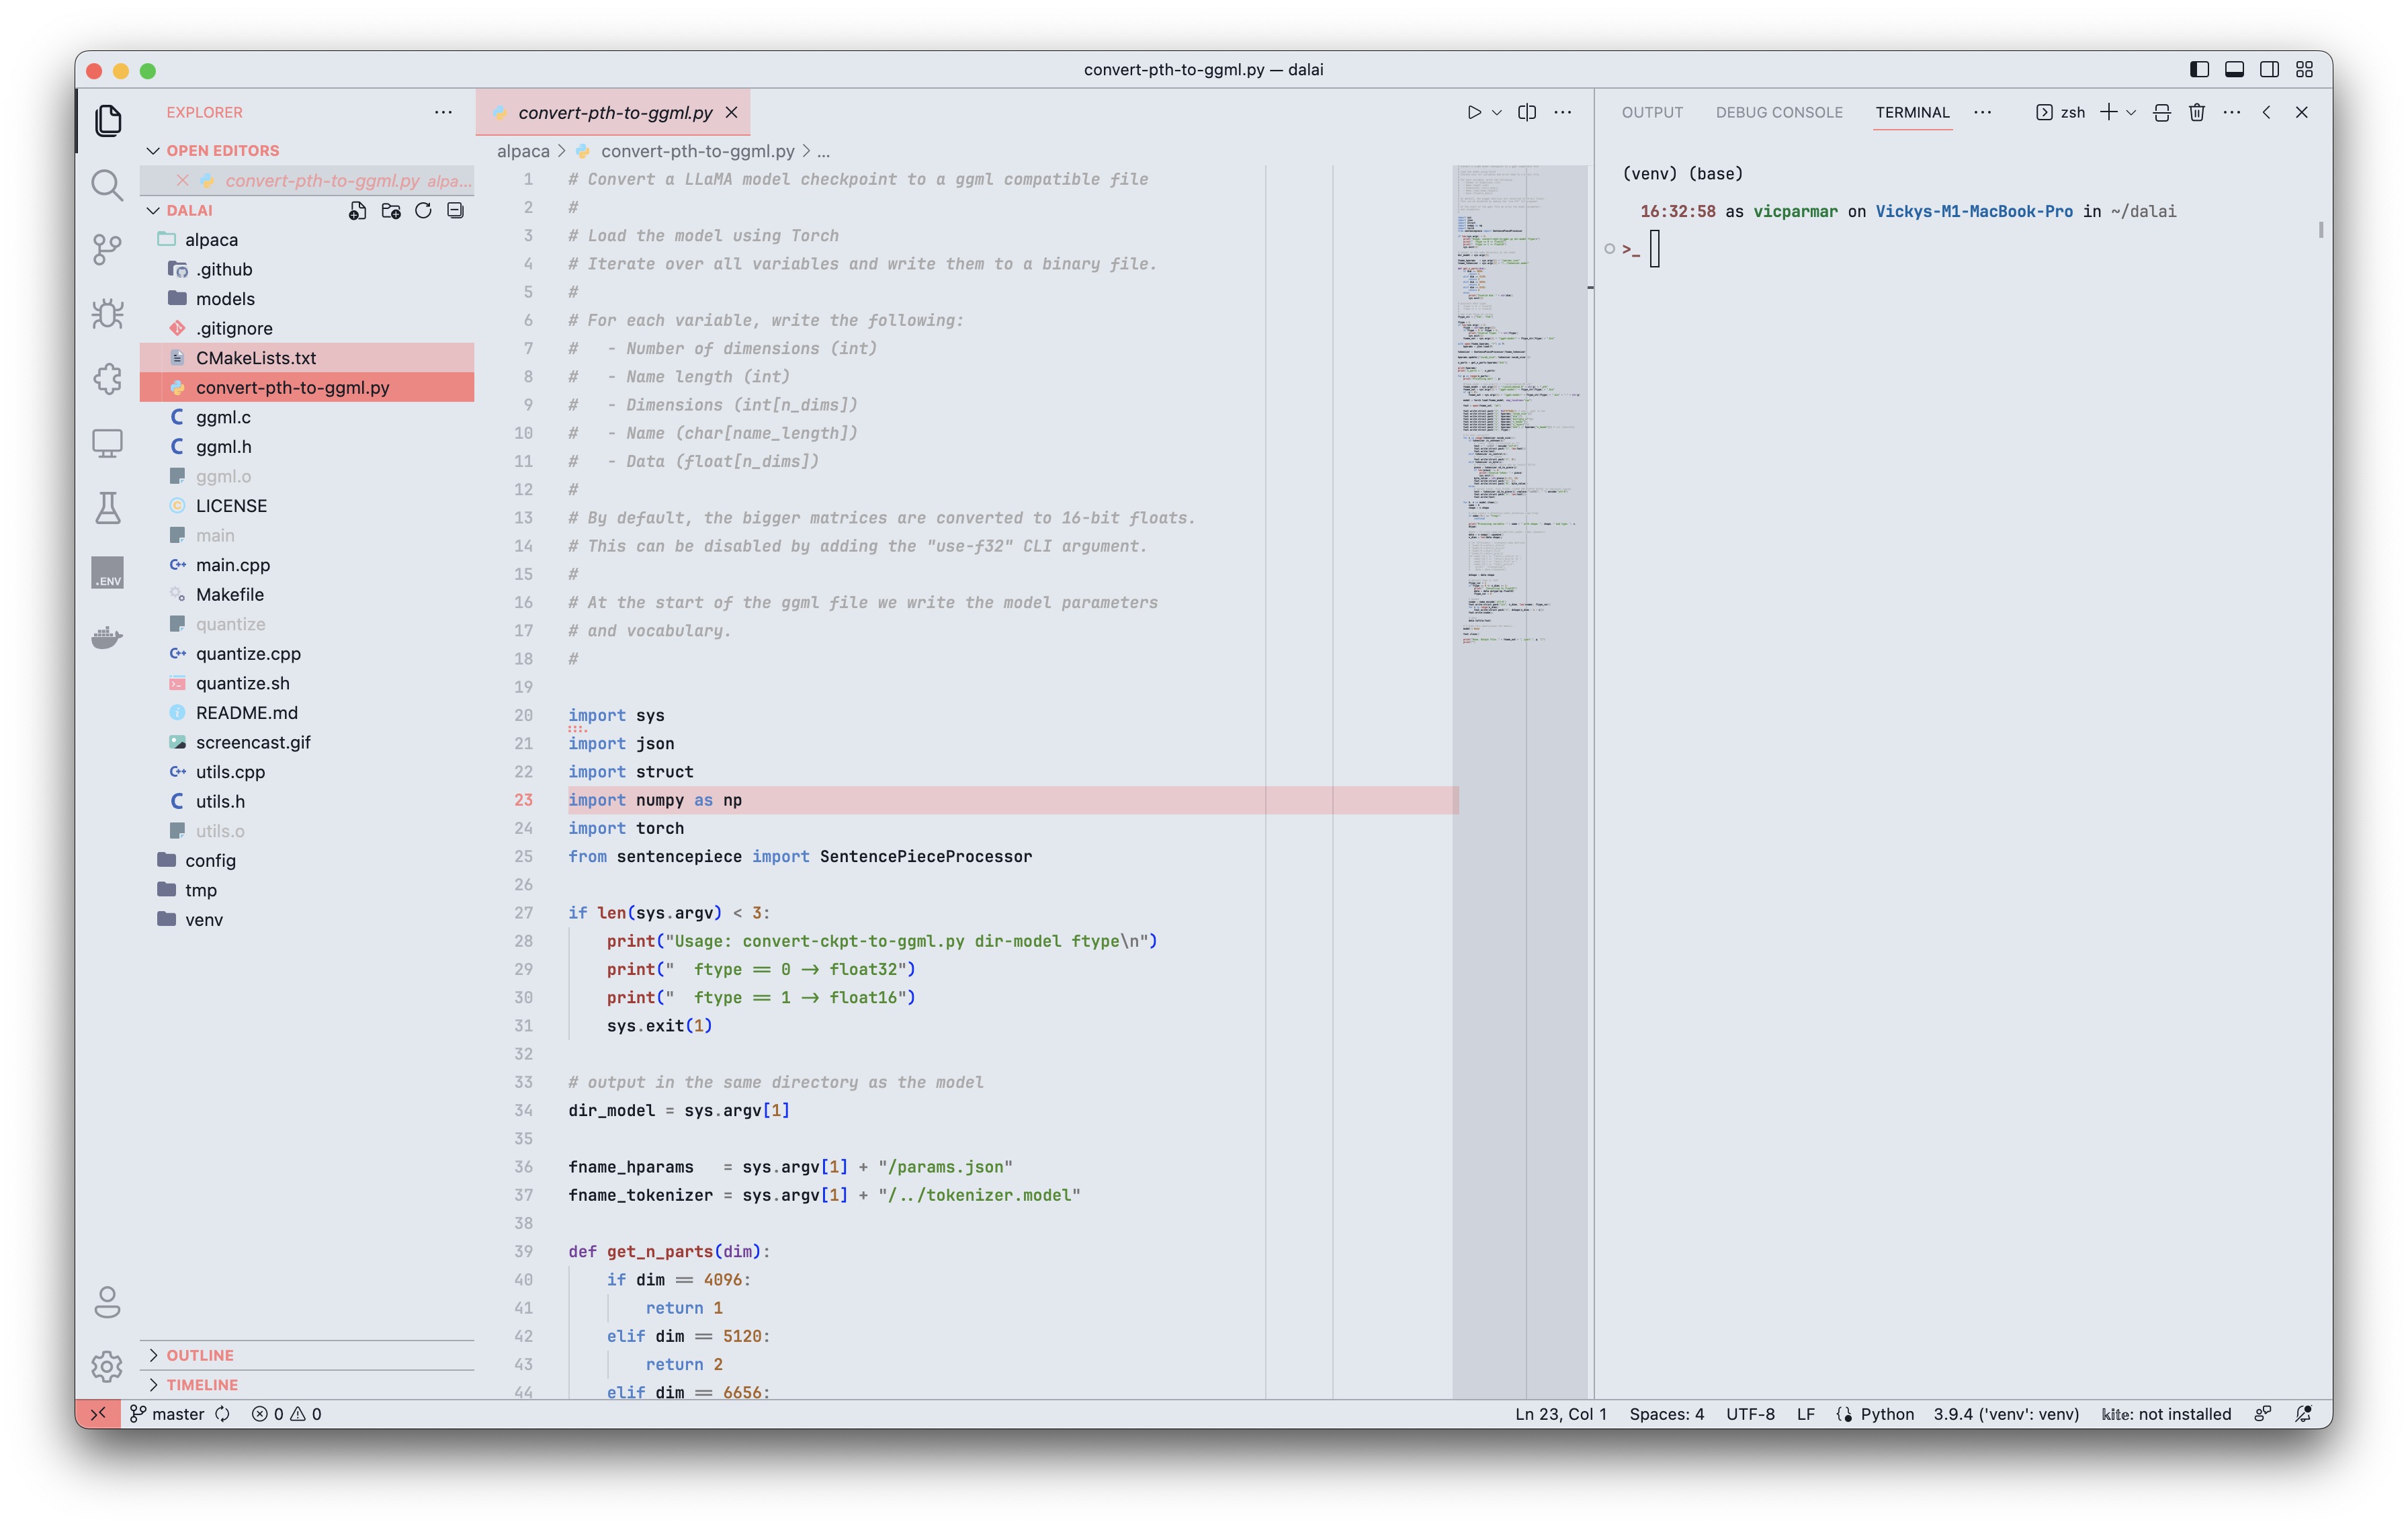 convert-pth-to-ggml.py — dalai
EXPLORER
OPEN EDITORS
convert-pth-to-ggml.py alpa...
DALAI
alpaca
.github
models
.gitignore
CMakeLists.txt
convert-pth-to-ggml.py
ggml.c
ggml.h
ggml.o
LICENSE
main
main.cpp
Makefile
quantize
quantize.cpp
quantize.sh
README.md
screencast.gif
utils.cpp
utils.h
utils.o
config
tmp
venv
OUTLINE
TIMELINE
.ENV
convert-pth-to-ggml.py
alpaca > convert-pth-to-ggml.py > ...
1 # Convert a LLaMA model checkpoint to a ggml compatible file
2 #
3 # Load the model using Torch
4 # Iterate over all variables and write them to a binary file.
5 #
6 # For each variable, write the following:
7 #   - Number of dimensions (int)
8 #   - Name length (int)
9 #   - Dimensions (int[n_dims])
10 #   - Name (char[name_length])
11 #   - Data (float[n_dims])
12 #
13 # By default, the bigger matrices are converted to 16-bit floats.
14 # This can be disabled by adding the "use-f32" CLI argument.
15 #
16 # At the start of the ggml file we write the model parameters
17 # and vocabulary.
18 #
19
20 import sys
21 import json
22 import struct
23 import numpy as np
24 import torch
25 from sentencepiece import SentencePieceProcessor
26
27 if len(sys.argv) < 3:
28     print("Usage: convert-ckpt-to-ggml.py dir-model ftype\n")
29     print("  ftype == 0 -> float32")
30     print("  ftype == 1 -> float16")
31     sys.exit(1)
32
33 # output in the same directory as the model
34 dir_model = sys.argv[1]
35
36 fname_hparams   = sys.argv[1] + "/params.json"
37 fname_tokenizer = sys.argv[1] + "/../tokenizer.model"
38
39 def get_n_parts(dim):
40     if dim == 4096:
41         return 1
42     elif dim == 5120:
43         return 2
44     elif dim == 6656:
OUTPUT DEBUG CONSOLE TERMINAL zsh
(venv) (base)
16:32:58 as vicparmar on Vickys-M1-MacBook-Pro in ~/dalai
>_
master 0 0
Ln 23, Col 1 Spaces: 4 UTF-8 LF Python 3.9.4 ('venv': venv) kite: not installed